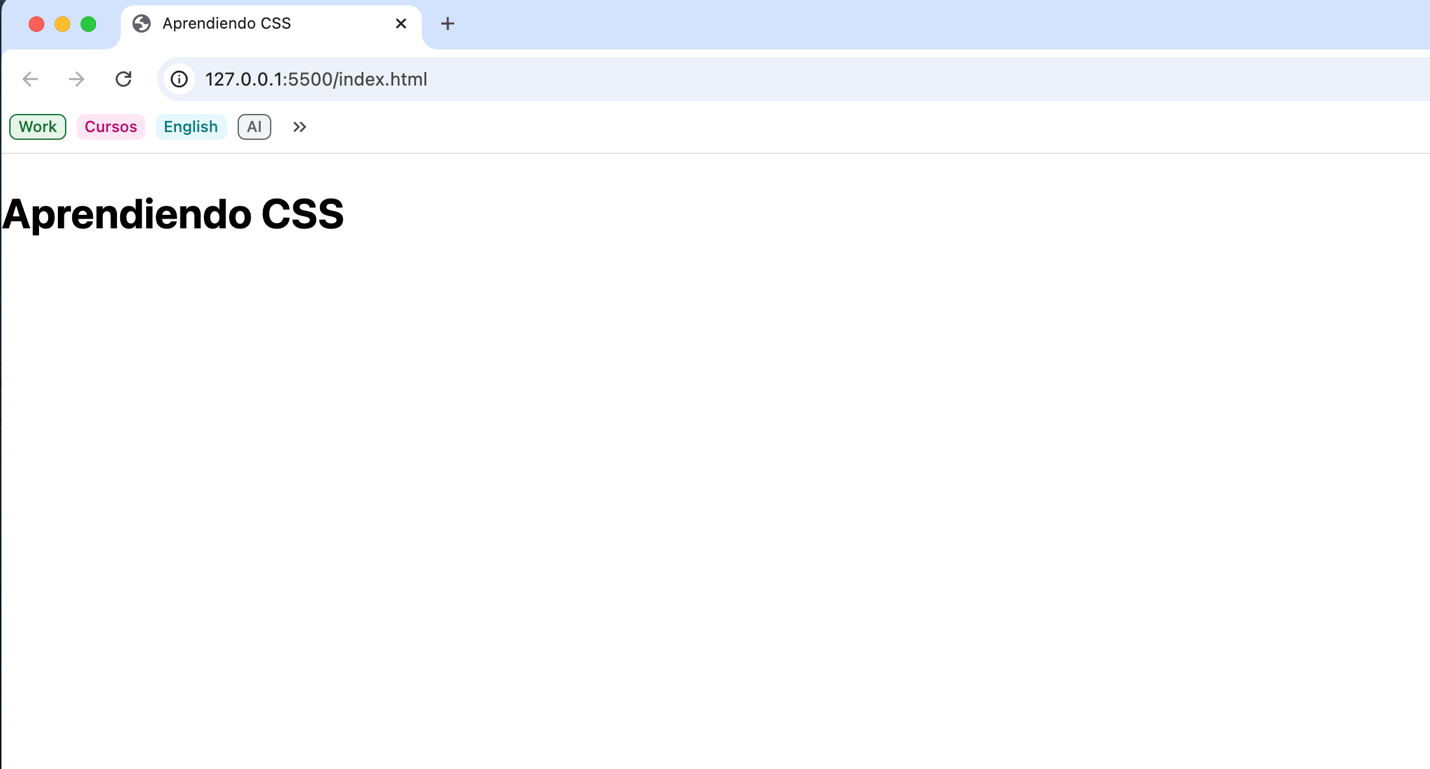 Aprendiendo CSS
127.0.0.1:5500/index.html
Work Cursos English AI
Aprendiendo CSS